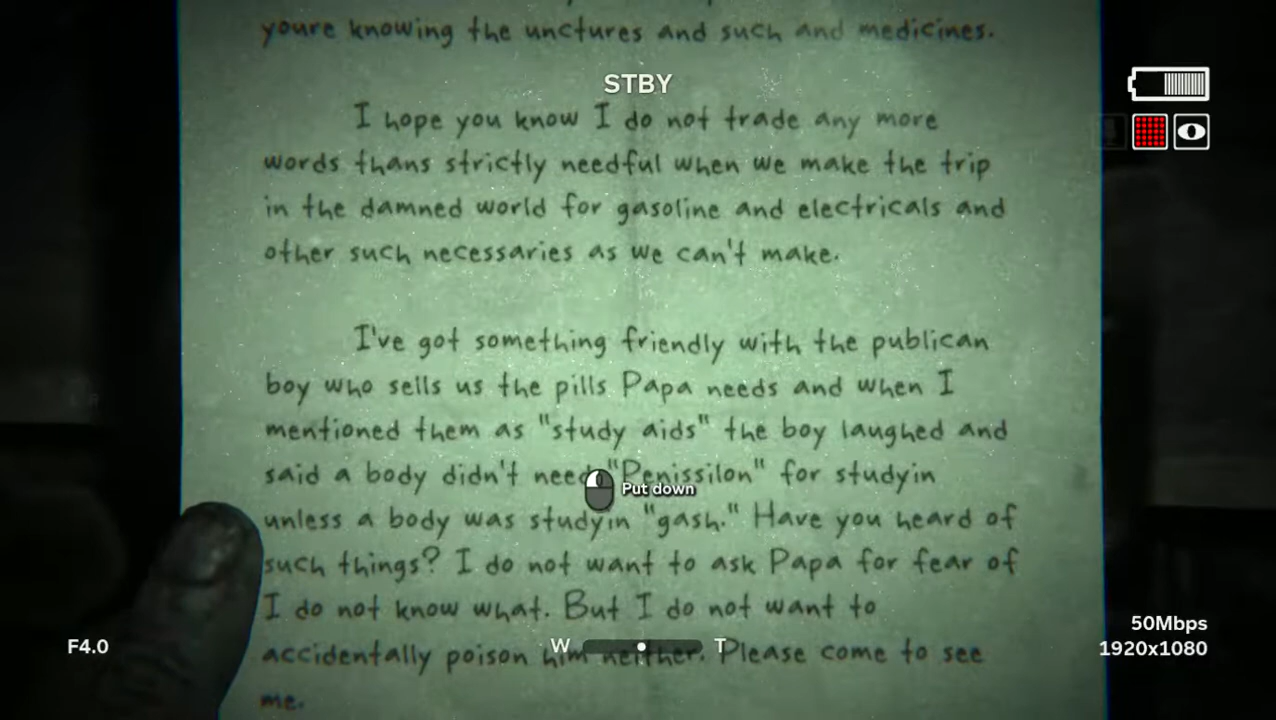 youre knowing the unctures and such and medicines.
STBY
I hope you know I do not trade any more
words thans strictly needful when we make the trip
in the damned world for gasoline and electricals and
other such necessaries as we can't make.
I've got something friendly with the publican
boy who sells us the pills Papa needs and when I
mentioned them as "study aids" the boy laughed and
said a body didn't need "Penissilon" for studyin
Put down
unless a body was studyin "gash." Have you heard of
such things? I do not want to ask Papa for fear of
I do not know what. But I do not want to
accidentally poison him neither. Please come to see
me.
F4.0
W T
50Mbps
1920x1080